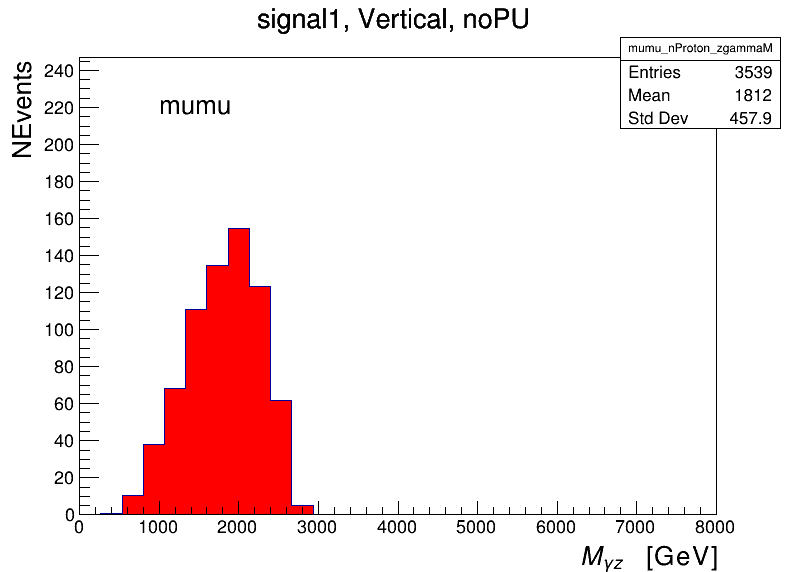 signal1, Vertical, noPU
mumu_nProton_zgammaM
Entries 3539
Mean 1812
Std Dev 457.9
NEvents
mumu
240
220
200
180
160
140
120
100
80
60
40
20
0
0 1000 2000 3000 4000 5000 6000 7000 8000
M_γz [GeV]